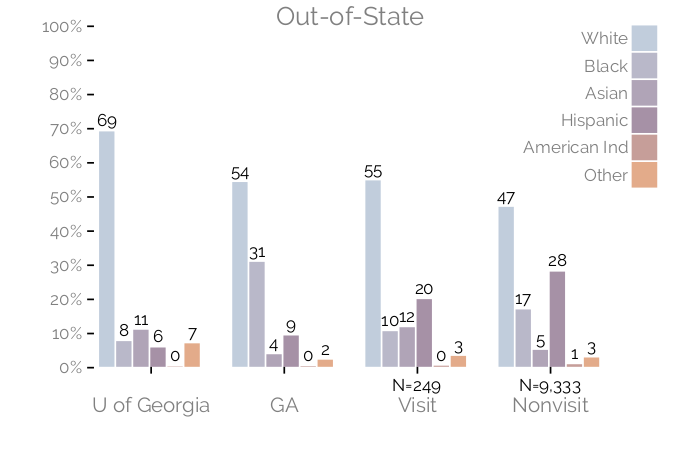 Out-of-State
100%
90%
80%
70%
60%
50%
40%
30%
20%
10%
0%
White
Black
Asian
Hispanic
American Ind
Other
69
8
11
6
0
7
54
31
4
9
0
2
55
10
12
20
0
3
47
17
5
28
1
3
N=249
N=9,333
U of Georgia
GA
Visit
Nonvisit